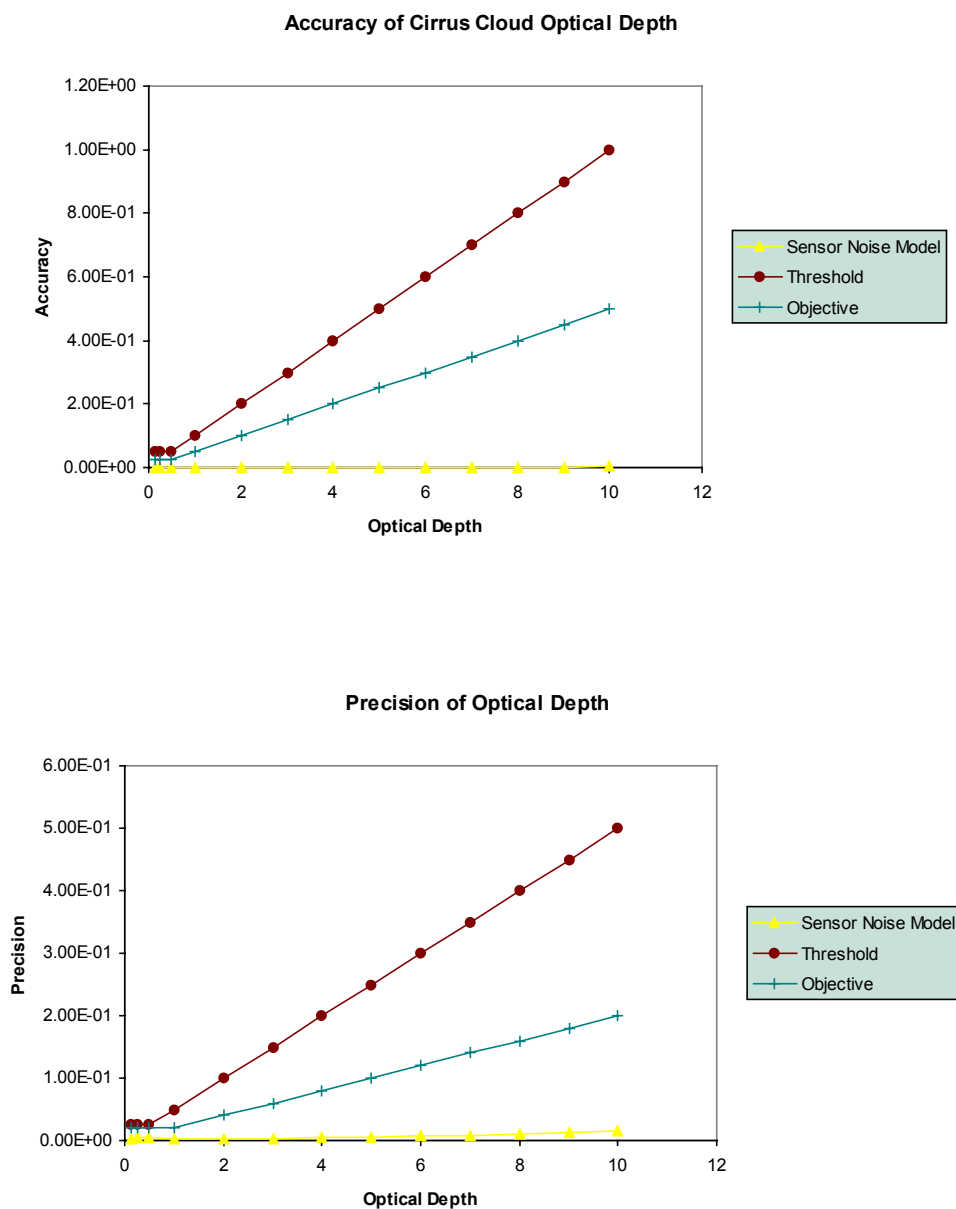 Accuracy of Cirrus Cloud Optical Depth
1.20E+00
1.00E+00
8.00E-01
6.00E-01
4.00E-01
2.00E-01
0.00E+00
Accuracy
0 2 4 6 8 10 12
Optical Depth
Sensor Noise Model
Threshold
Objective
Precision of Optical Depth
6.00E-01
5.00E-01
4.00E-01
3.00E-01
2.00E-01
1.00E-01
0.00E+00
Precision
0 2 4 6 8 10 12
Optical Depth
Sensor Noise Model
Threshold
Objective